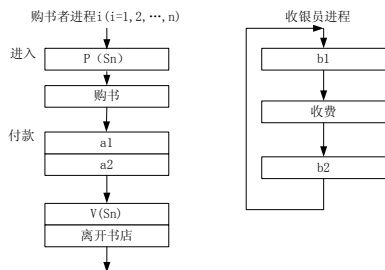 购书者进程i(i=1,2,…,n)
收银员进程
进入
P（Sn）
购书
付款
a1
a2
V(Sn)
离开书店
b1
收费
b2